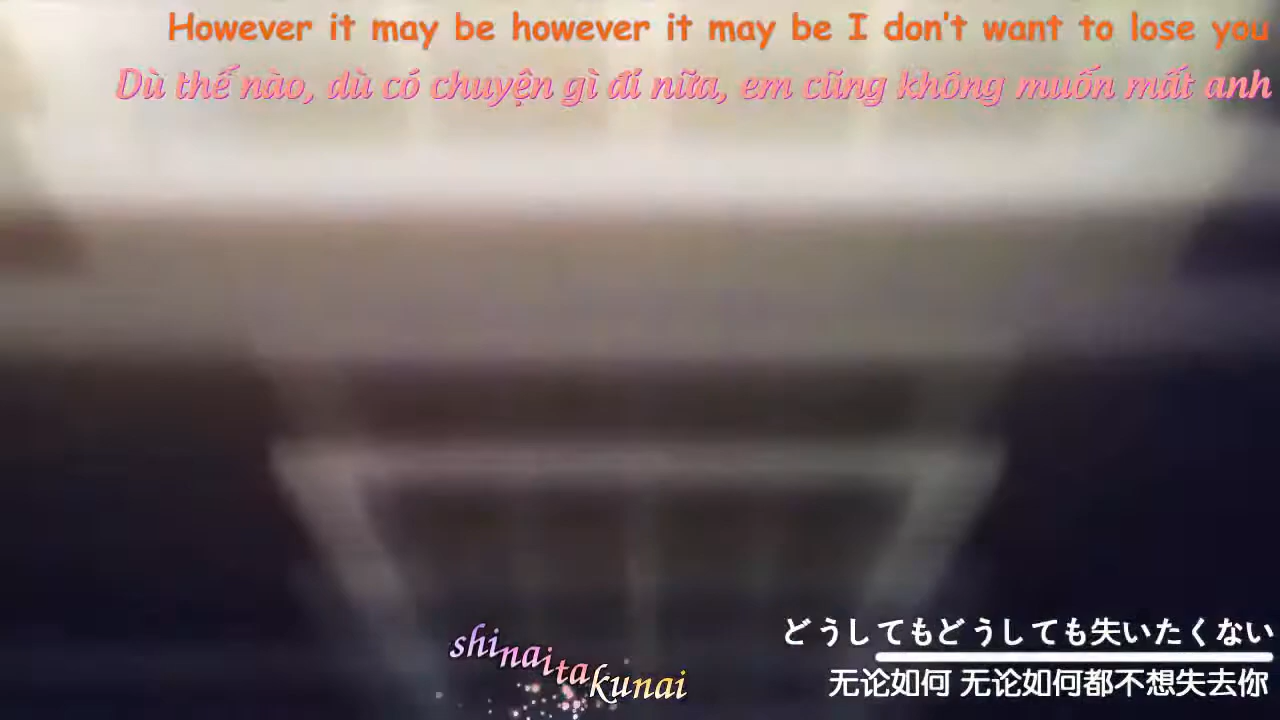 However it may be however it may be I don't want to lose you
Dù thế nào, dù có chuyện gì đi nữa, em cũng không muốn mất anh
どうしてもどうしても失いたくない
无论如何 无论如何都不想失去你
shinaitakunai